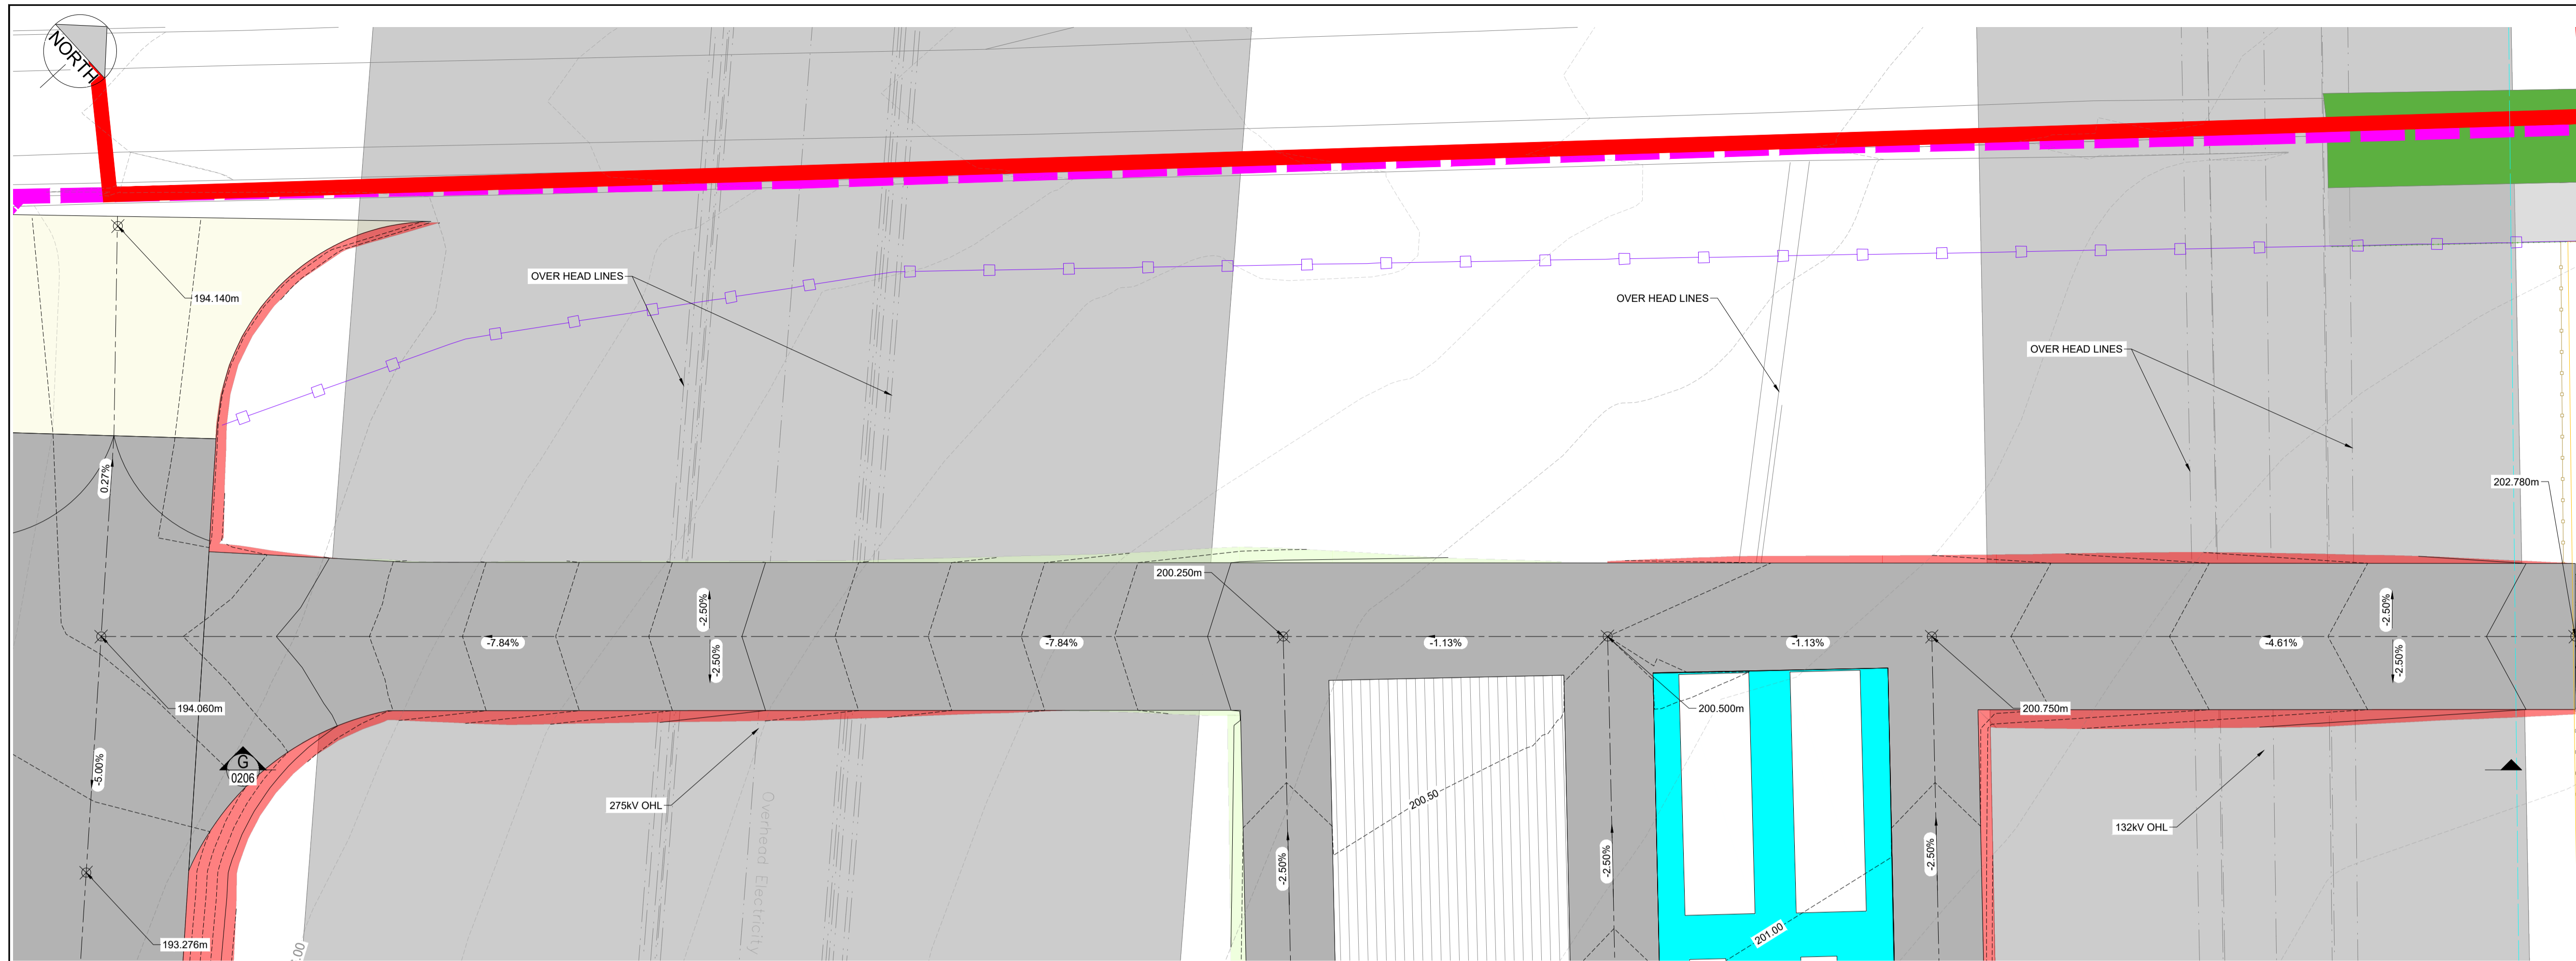 NORTH
OVER HEAD LINES
194.140m
OVER HEAD LINES
OVER HEAD LINES
0.27%
202.780m
200.250m
-2.50%
-2.50%
-7.84%
-7.84%
-1.13%
-1.13%
-4.61%
-2.50%
-2.50%
194.060m
200.500m
200.750m
-5.00%
G
0206
275kV OHL
Overhead Electricity
200.50
132kV OHL
-2.50%
-2.50%
-2.50%
193.276m
201.00